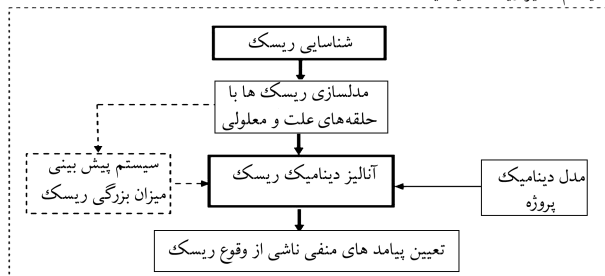 شناسایی ریسک
مدلسازی ریسک ها با
حلقه‌های علت و معلولی
سیستم پیش بینی
میزان بزرگی ریسک
آنالیز دینامیک ریسک
مدل دینامیک
پروژه
تعیین پیامد های منفی ناشی از وقوع ریسک